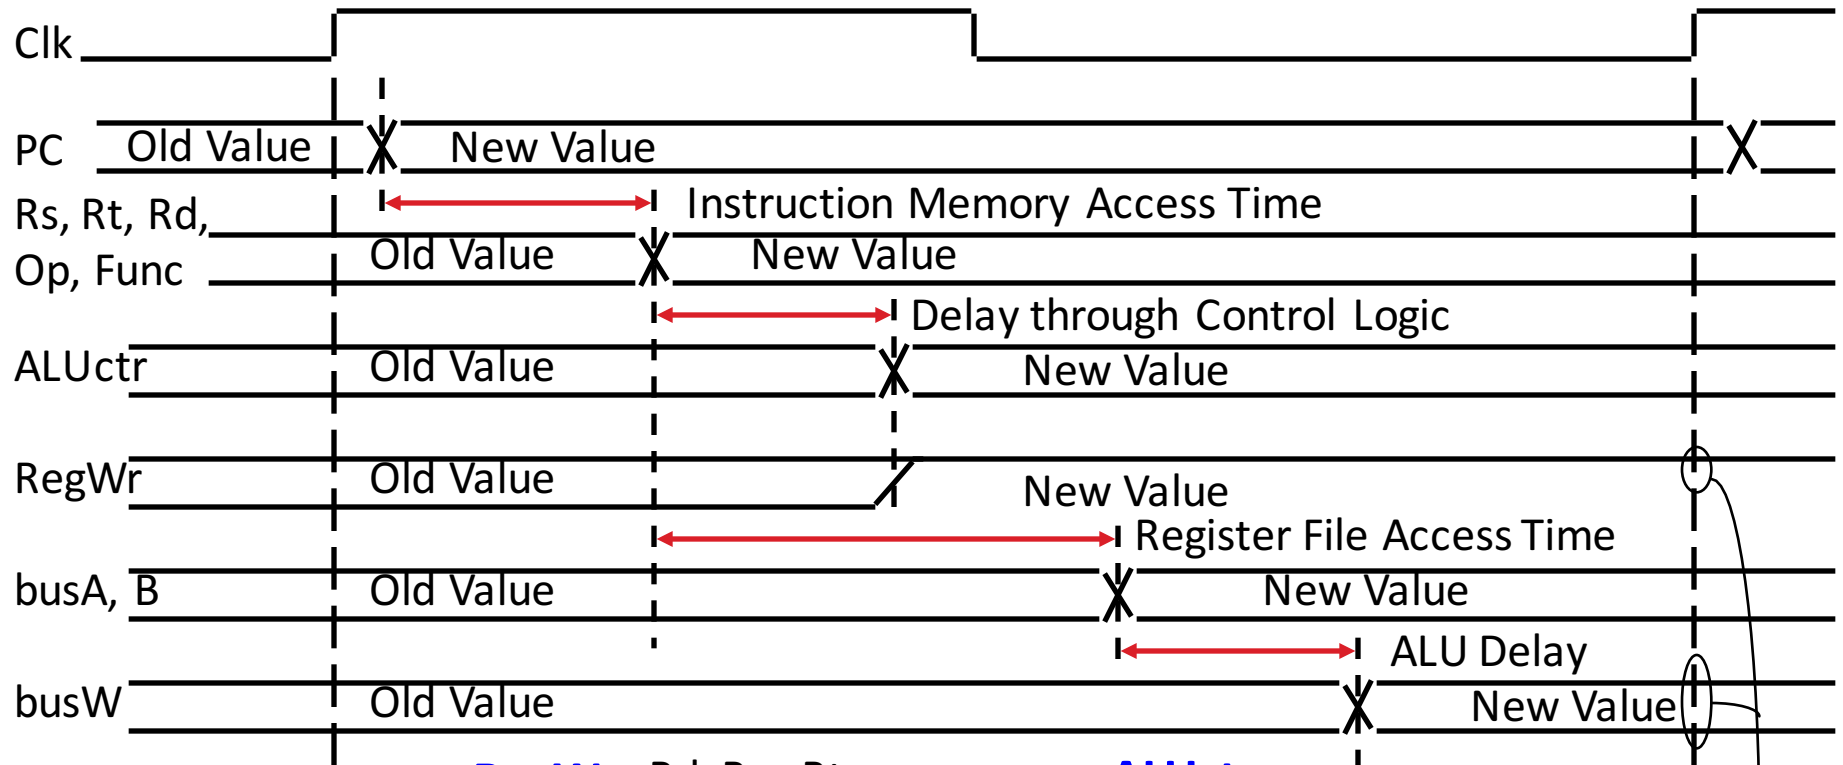 Clk
PC Old Value New Value
Rs, Rt, Rd, Instruction Memory Access Time
Op, Func Old Value New Value
Delay through Control Logic
ALUctr Old Value New Value
RegWr Old Value New Value
Register File Access Time
busA, B Old Value New Value
ALU Delay
busW Old Value New Value